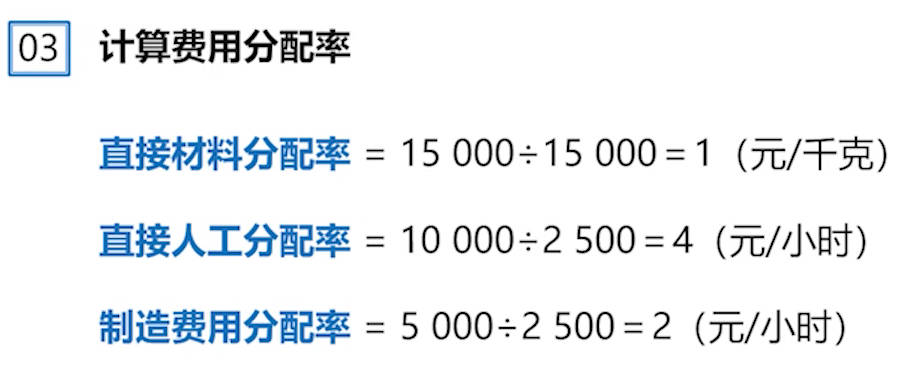 03 计算费用分配率
直接材料分配率 = 15 000÷15 000=1（元/千克）
直接人工分配率 = 10 000÷2 500=4（元/小时）
制造费用分配率 = 5 000÷2 500=2（元/小时）